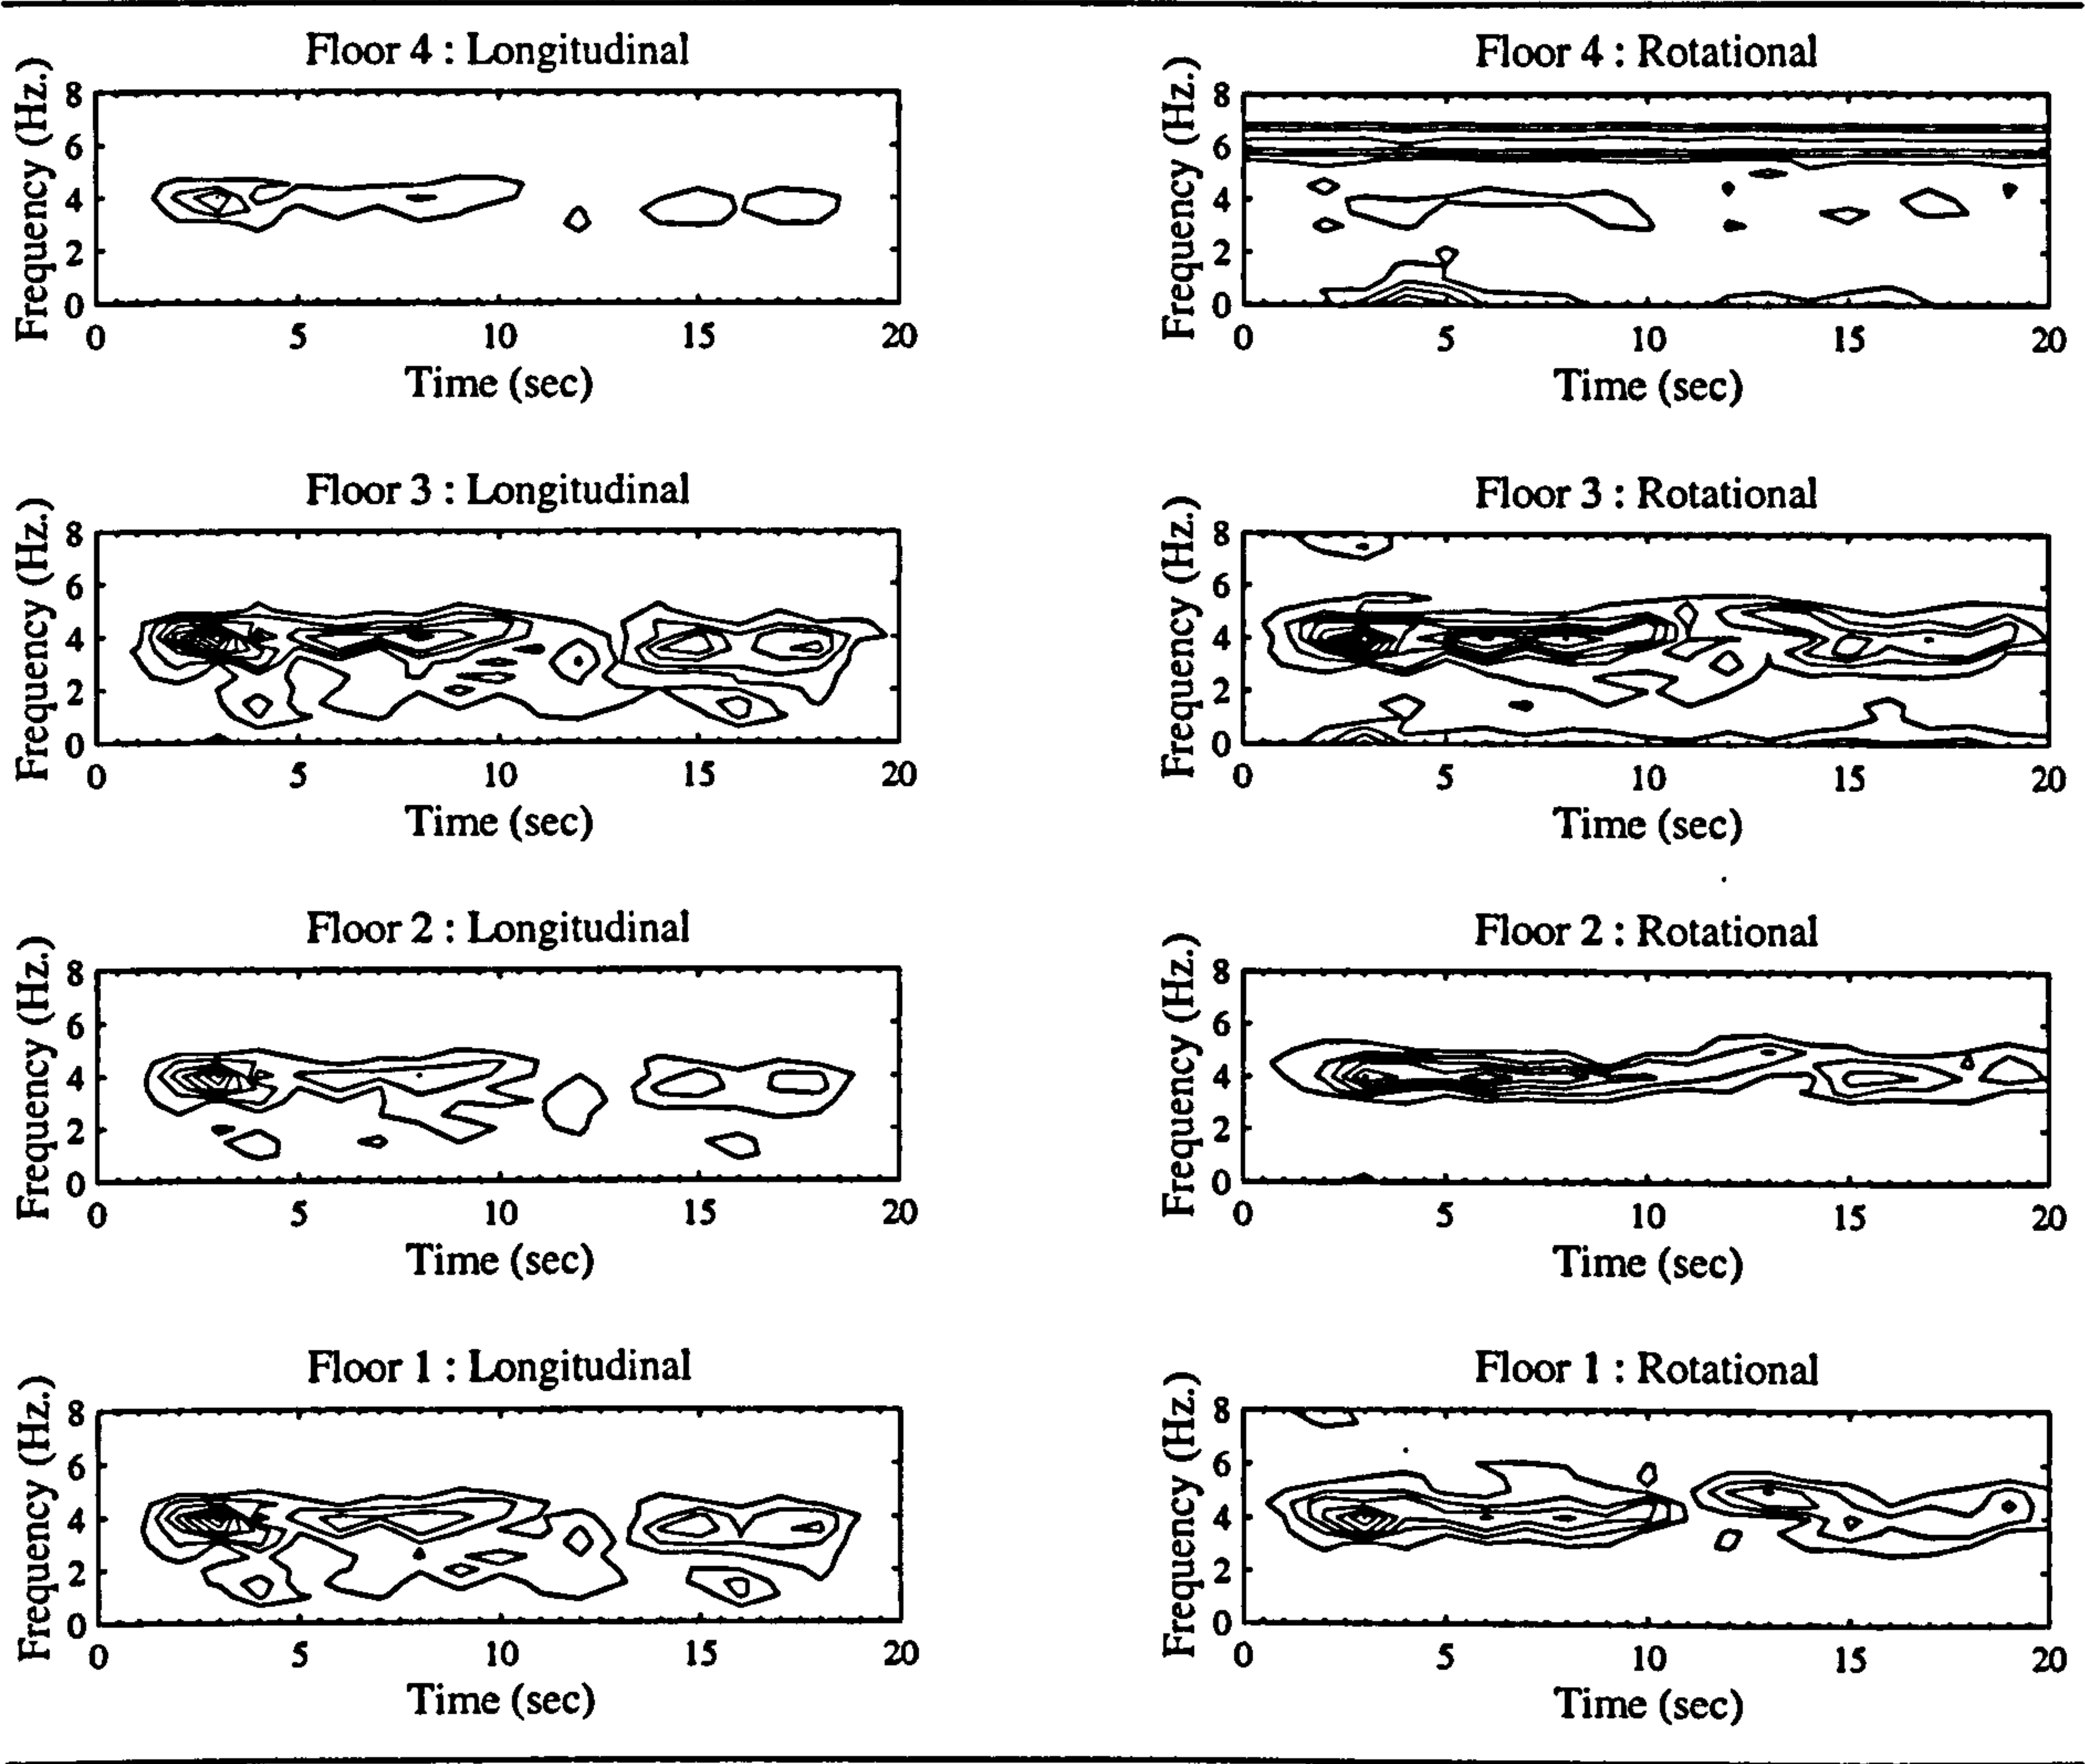 Floor 4 : Longitudinal
Frequency (Hz.)
8
6
4
2
0
0 5 10 15 20
Time (sec)
Floor 4 : Rotational
Frequency (Hz.)
8
6
4
2
0
0 5 10 15 20
Time (sec)
Floor 3 : Longitudinal
Frequency (Hz.)
8
6
4
2
0
0 5 10 15 20
Time (sec)
Floor 3 : Rotational
Frequency (Hz.)
8
6
4
2
0
0 5 10 15 20
Time (sec)
Floor 2 : Longitudinal
Frequency (Hz.)
8
6
4
2
0
0 5 10 15 20
Time (sec)
Floor 2 : Rotational
Frequency (Hz.)
8
6
4
2
0
0 5 10 15 20
Time (sec)
Floor 1 : Longitudinal
Frequency (Hz.)
8
6
4
2
0
0 5 10 15 20
Time (sec)
Floor 1 : Rotational
Frequency (Hz.)
8
6
4
2
0
0 5 10 15 20
Time (sec)